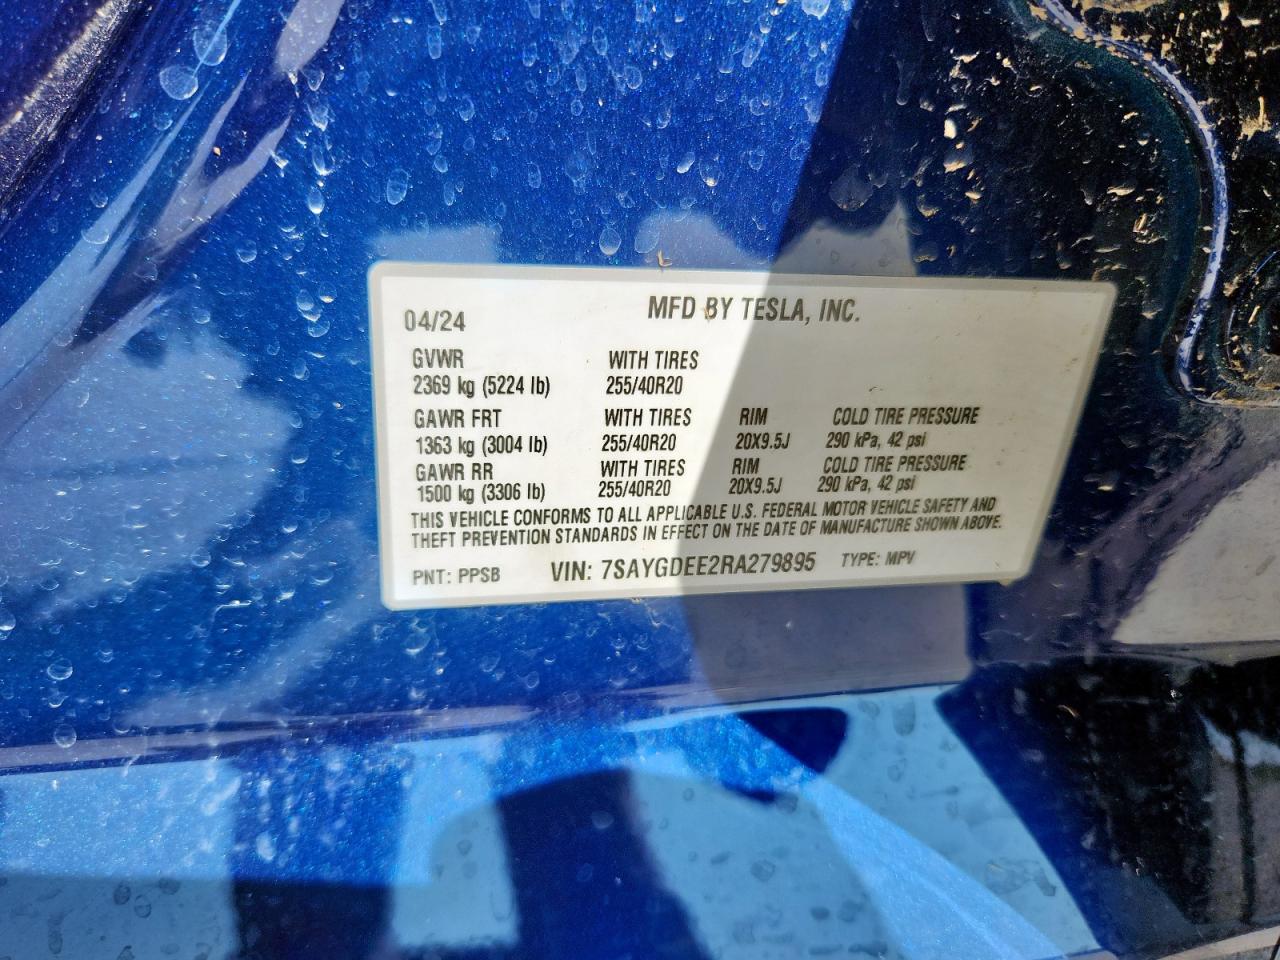 MFD BY TESLA, INC.
04/24
GVWR WITH TIRES
2369 kg (5224 lb) 255/40R20
GAWR FRT WITH TIRES RIM COLD TIRE PRESSURE
1363 kg (3004 lb) 255/40R20 20X9.5J 290 kPa, 42 psi
GAWR RR WITH TIRES RIM COLD TIRE PRESSURE
1500 kg (3306 lb) 255/40R20 20X9.5J 290 kPa, 42 psi
THIS VEHICLE CONFORMS TO ALL APPLICABLE U.S. FEDERAL MOTOR VEHICLE SAFETY AND
THEFT PREVENTION STANDARDS IN EFFECT ON THE DATE OF MANUFACTURE SHOWN ABOVE.
PNT: PPSB VIN: 7SAYGDEE2RA279895 TYPE: MPV